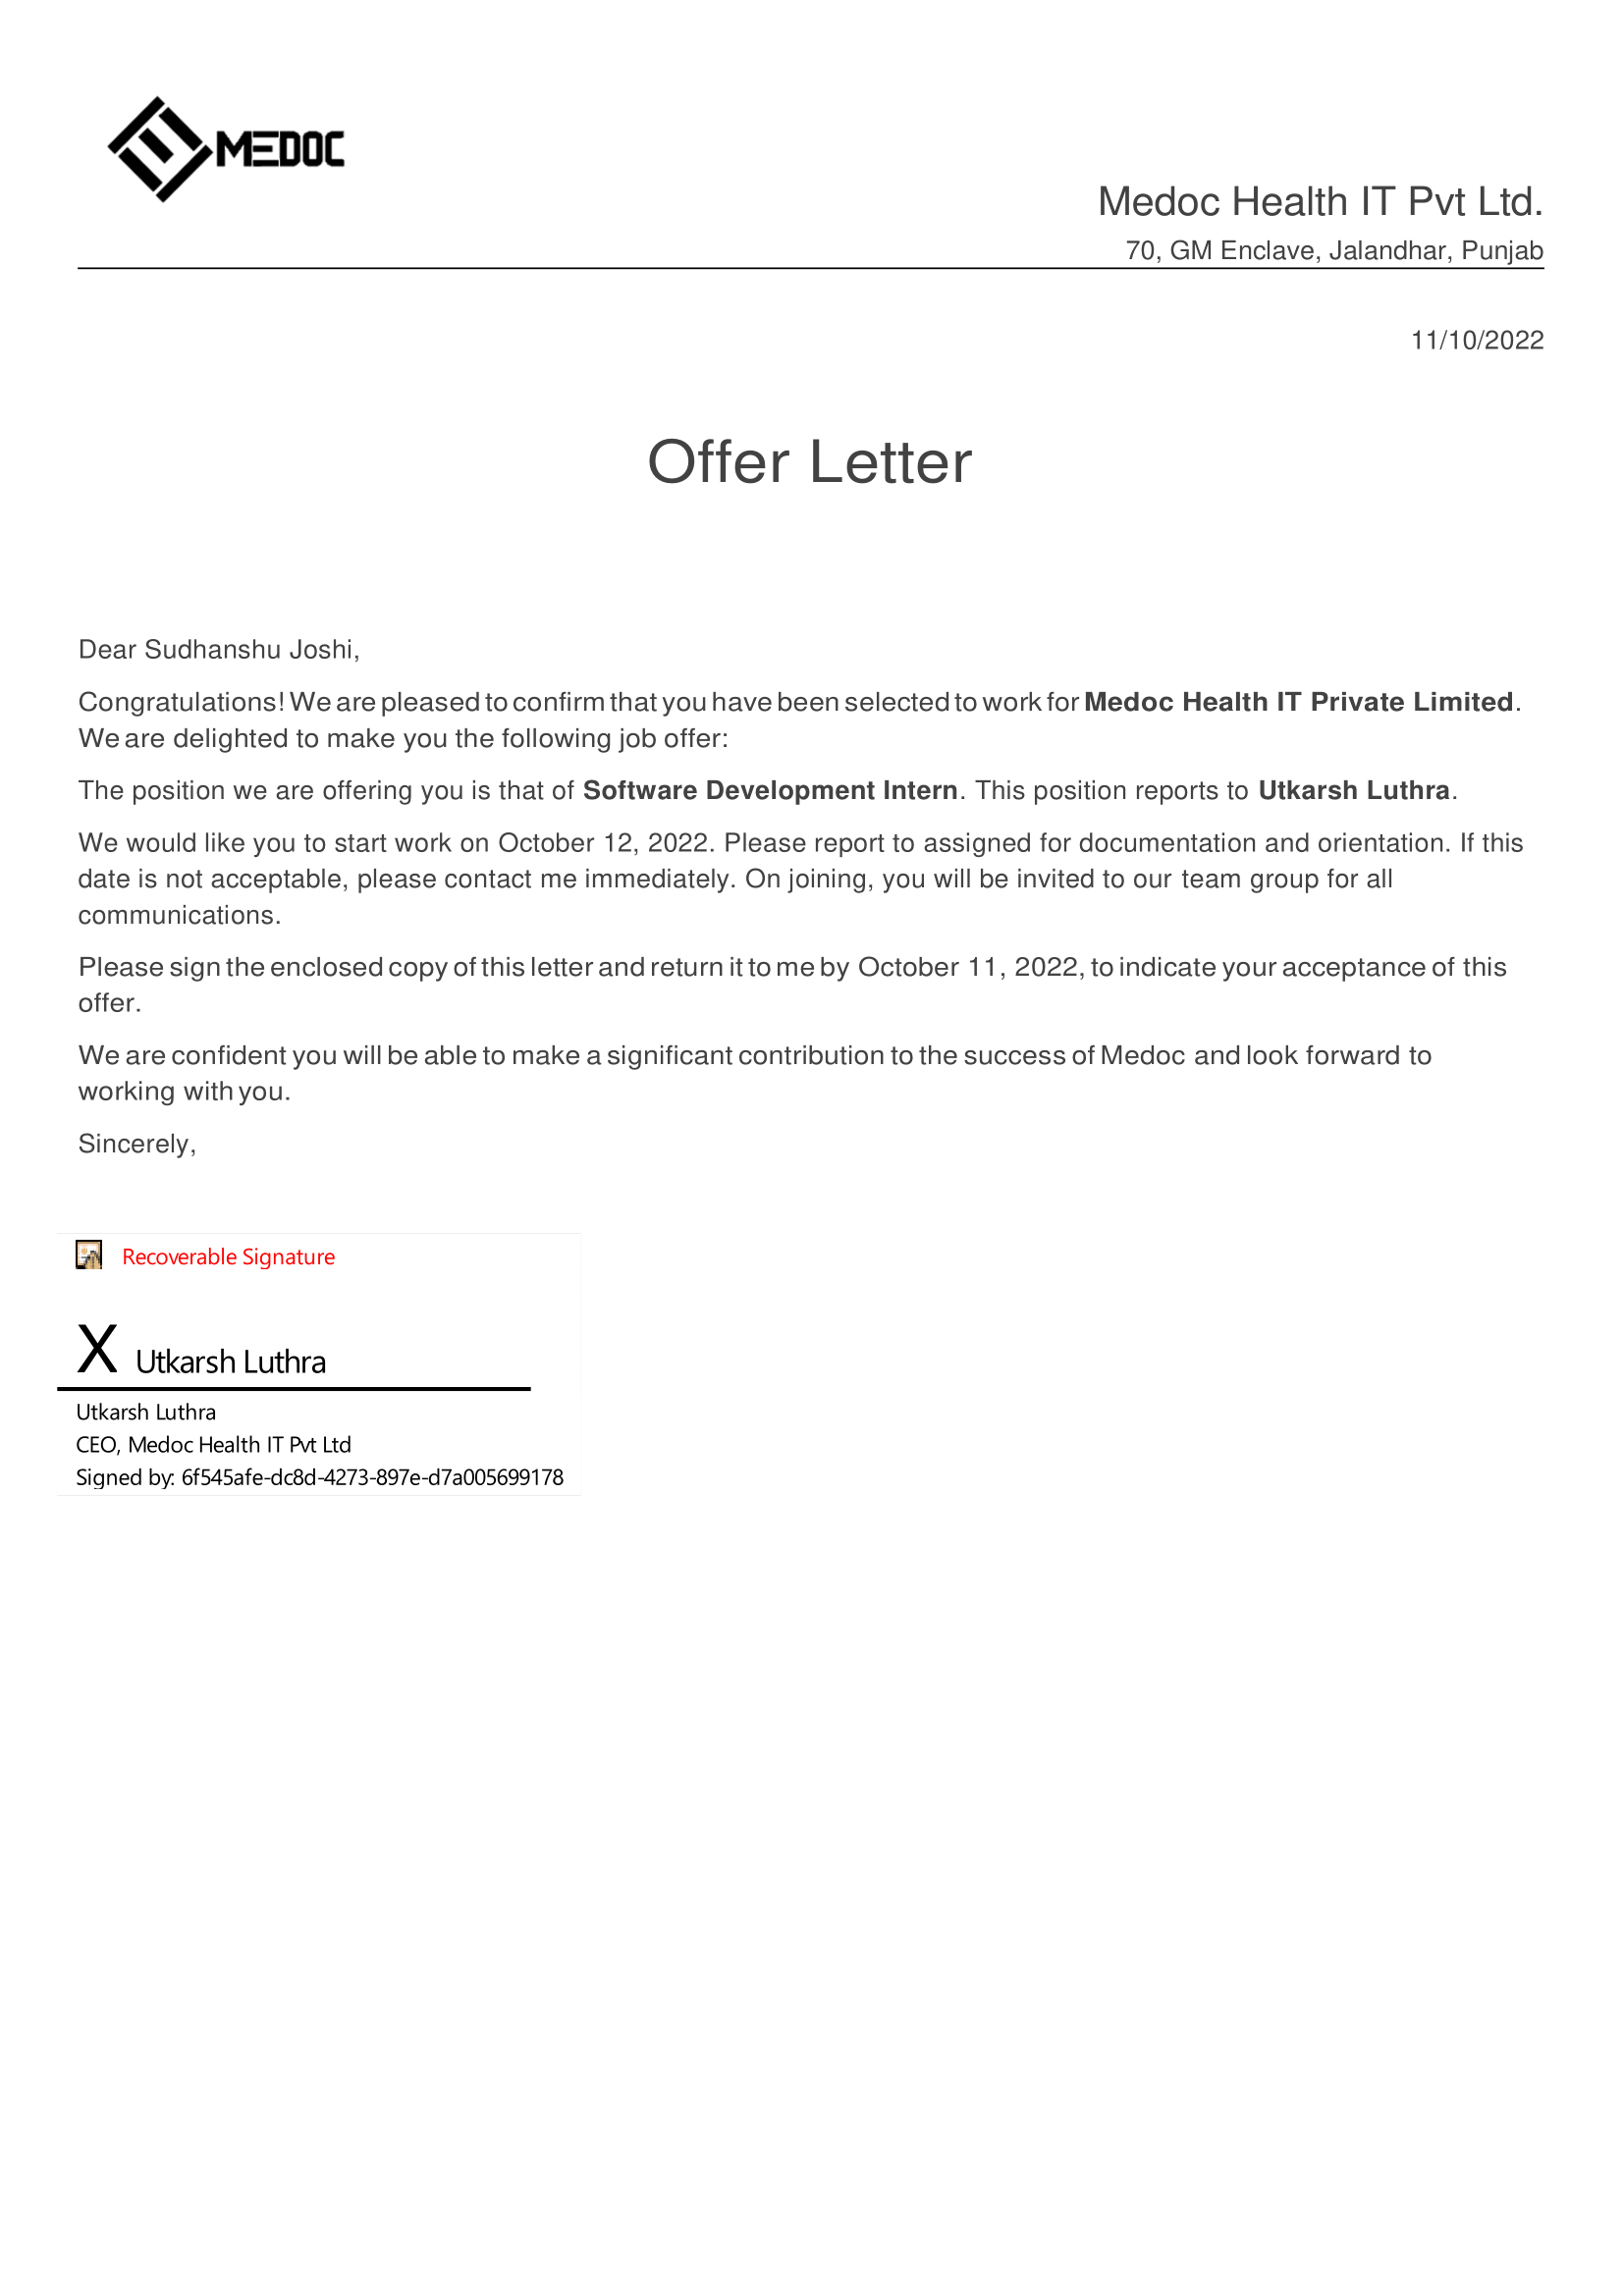 MEDOC
Medoc Health IT Pvt Ltd.
70, GM Enclave, Jalandhar, Punjab
11/10/2022
Offer Letter
Dear Sudhanshu Joshi,
Congratulations! We are pleased to confirm that you have been selected to work for Medoc Health IT Private Limited.
We are delighted to make you the following job offer:
The position we are offering you is that of Software Development Intern. This position reports to Utkarsh Luthra.
We would like you to start work on October 12, 2022. Please report to assigned for documentation and orientation. If this
date is not acceptable, please contact me immediately. On joining, you will be invited to our team group for all
communications.
Please sign the enclosed copy of this letter and return it to me by October 11, 2022, to indicate your acceptance of this
offer.
We are confident you will be able to make a significant contribution to the success of Medoc and look forward to
working with you.
Sincerely,
Recoverable Signature
X Utkarsh Luthra
Utkarsh Luthra
CEO, Medoc Health IT Pvt Ltd
Signed by: 6f545afe-dc8d-4273-897e-d7a005699178